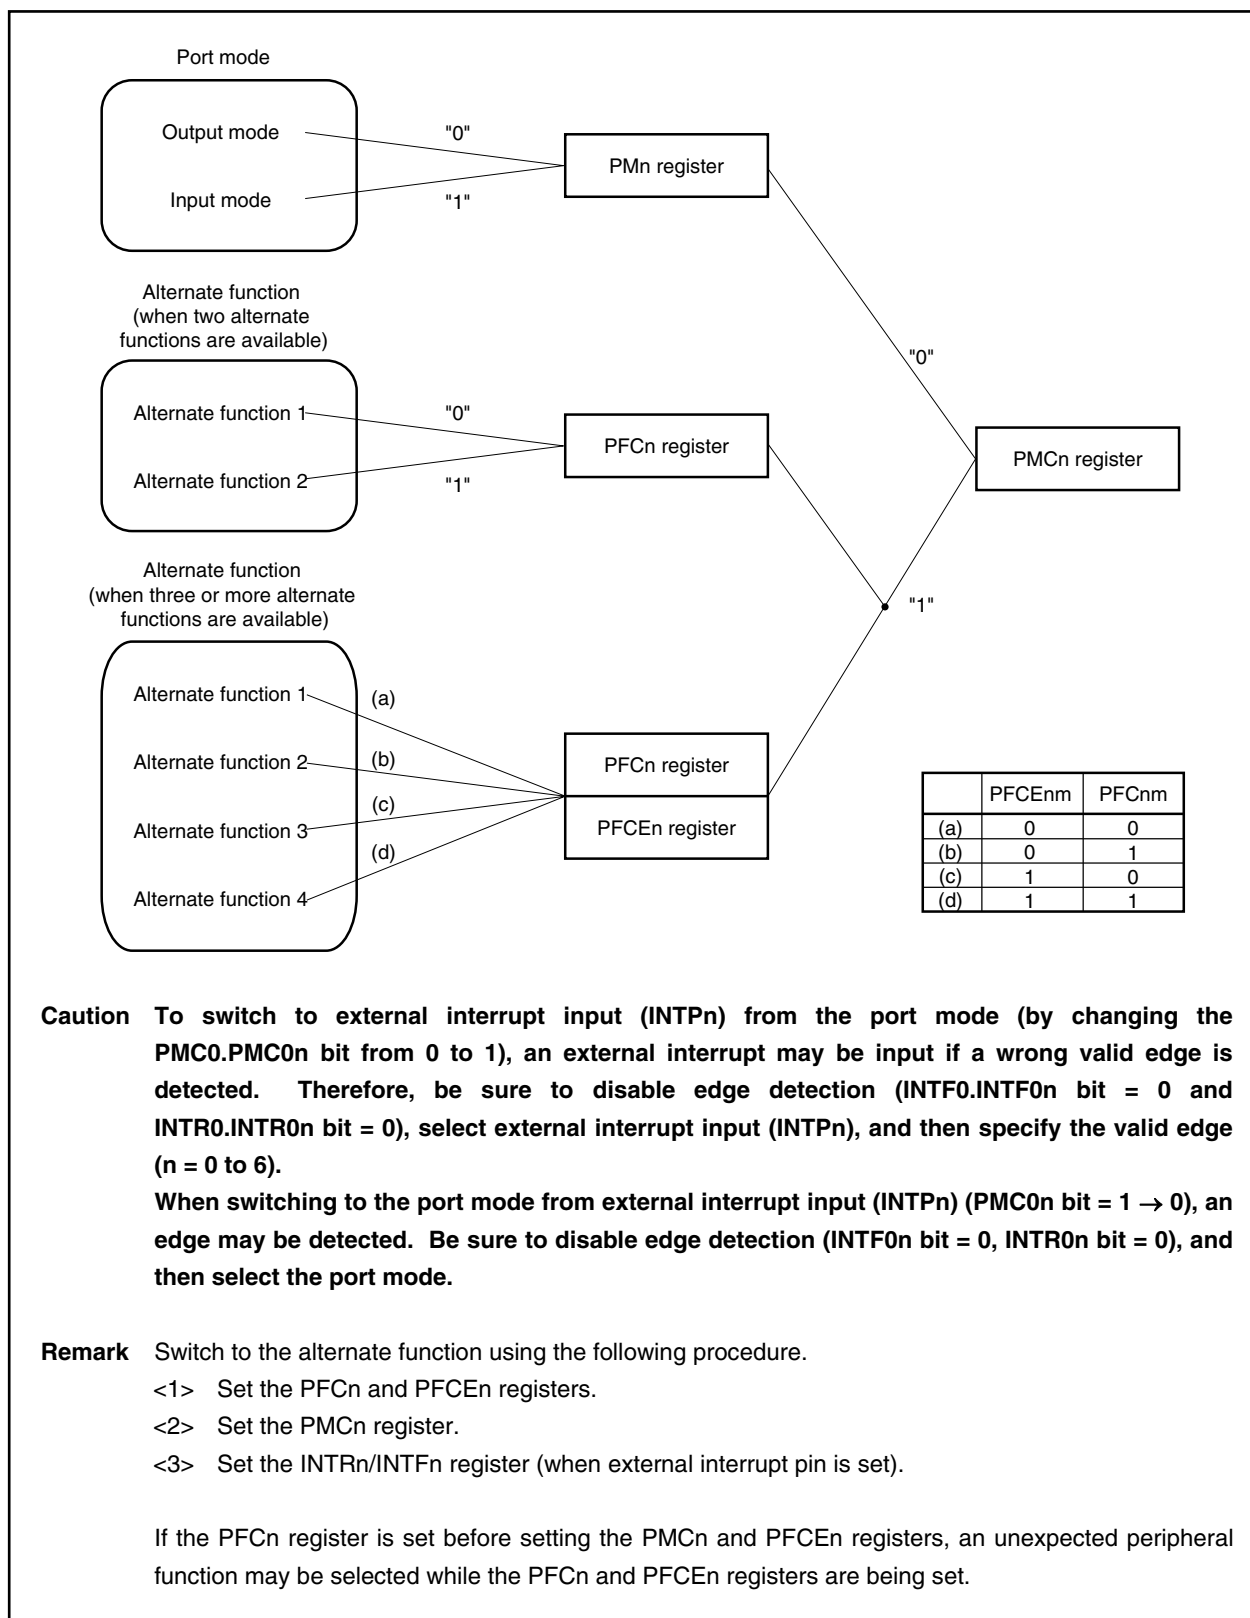 Port mode
Output mode
"0"
PMn register
Input mode
"1"
Alternate function
(when two alternate
functions are available)
"0"
Alternate function 1
"0"
PFCn register
PMCn register
Alternate function 2
"1"
Alternate function
(when three or more alternate
functions are available)
"1"
Alternate function 1
(a)
Alternate function 2
(b)
PFCn register
(c)
Alternate function 3
PFCEn register
(d)
Alternate function 4
PFCEnm PFCnm
(a) 0 0
(b) 0 1
(c) 1 0
(d) 1 1
Caution To switch to external interrupt input (INTPn) from the port mode (by changing the
PMC0.PMC0n bit from 0 to 1), an external interrupt may be input if a wrong valid edge is
detected. Therefore, be sure to disable edge detection (INTF0.INTF0n bit = 0 and
INTR0.INTR0n bit = 0), select external interrupt input (INTPn), and then specify the valid edge
(n = 0 to 6).
When switching to the port mode from external interrupt input (INTPn) (PMC0n bit = 1 → 0), an
edge may be detected. Be sure to disable edge detection (INTF0n bit = 0, INTR0n bit = 0), and
then select the port mode.
Remark Switch to the alternate function using the following procedure.
<1> Set the PFCn and PFCEn registers.
<2> Set the PMCn register.
<3> Set the INTRn/INTFn register (when external interrupt pin is set).
If the PFCn register is set before setting the PMCn and PFCEn registers, an unexpected peripheral
function may be selected while the PFCn and PFCEn registers are being set.